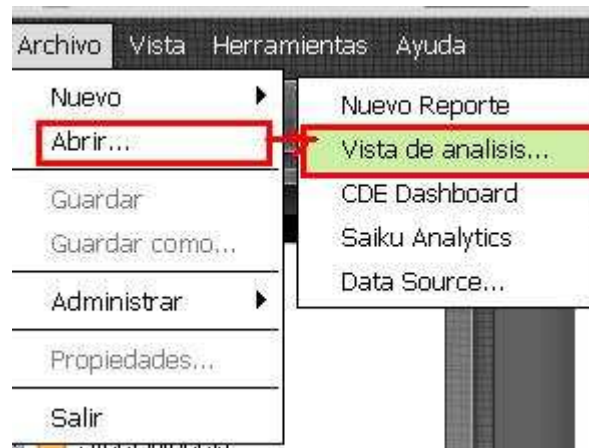 Archivo Vista Herramientas Ayuda
Nuevo
Abrir...
Guardar
Guardar como...
Administrar
Propiedades...
Salir
Nuevo Reporte
Vista de analisis...
CDE Dashboard
Saiku Analytics
Data Source...